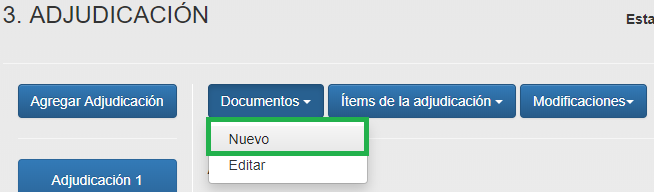 3. ADJUDICACIÓN
Esta
Agregar Adjudicación
Documentos
Ítems de la adjudicación
Modificaciones
Nuevo
Editar
Adjudicación 1